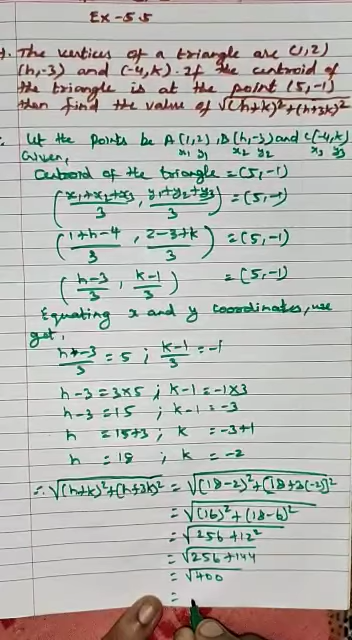 Ex - 5.5
1. The vertices of a triangle are (1,2)
(h,-3) and (-4,k). If the centroid of
the triangle is at the point (5,-1)
then find the value of √(h+k)²+(h+3k)²
: Let the points be A(1,2), B(h,-3) and C(-4,k)
x₁ y₁ x₂ y₂ x₃ y₃
Given,
Centroid of the triangle = (5,-1)
(x₁+x₂+x₃/3, y₁+y₂+y₃/3) = (5,-1)
(1+h-4/3, 2-3+k/3) = (5,-1)
(h-3/3, k-1/3) = (5,-1)
Equating x and y coordinates, we
get,
h-3/3 = 5 ; k-1/3 = -1
h-3 = 3×5 ; k-1 = -1×3
h-3 = 15 ; k-1 = -3
h = 15+3 ; k = -3+1
h = 18 ; k = -2
∴ √(h+k)²+(h+3k)² = √(18-2)²+[18+3(-2)]²
= √(16)²+(18-6)²
= √256+12²
= √256+144
= √400
=